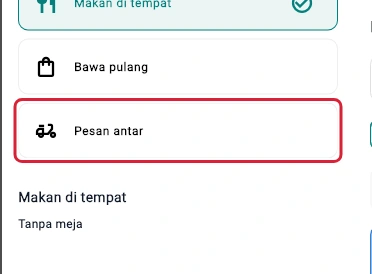 Makan di tempat
Bawa pulang
Pesan antar
Makan di tempat
Tanpa meja